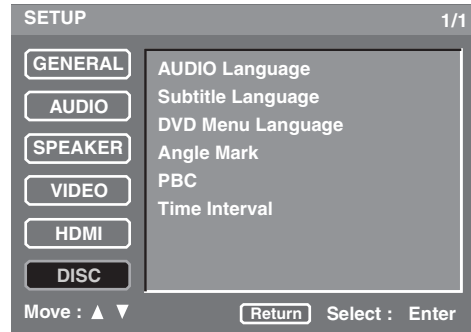 SETUP 1/1
GENERAL
AUDIO
SPEAKER
VIDEO
HDMI
DISC
AUDIO Language
Subtitle Language
DVD Menu Language
Angle Mark
PBC
Time Interval
Move : ▲ ▼ Return Select : Enter